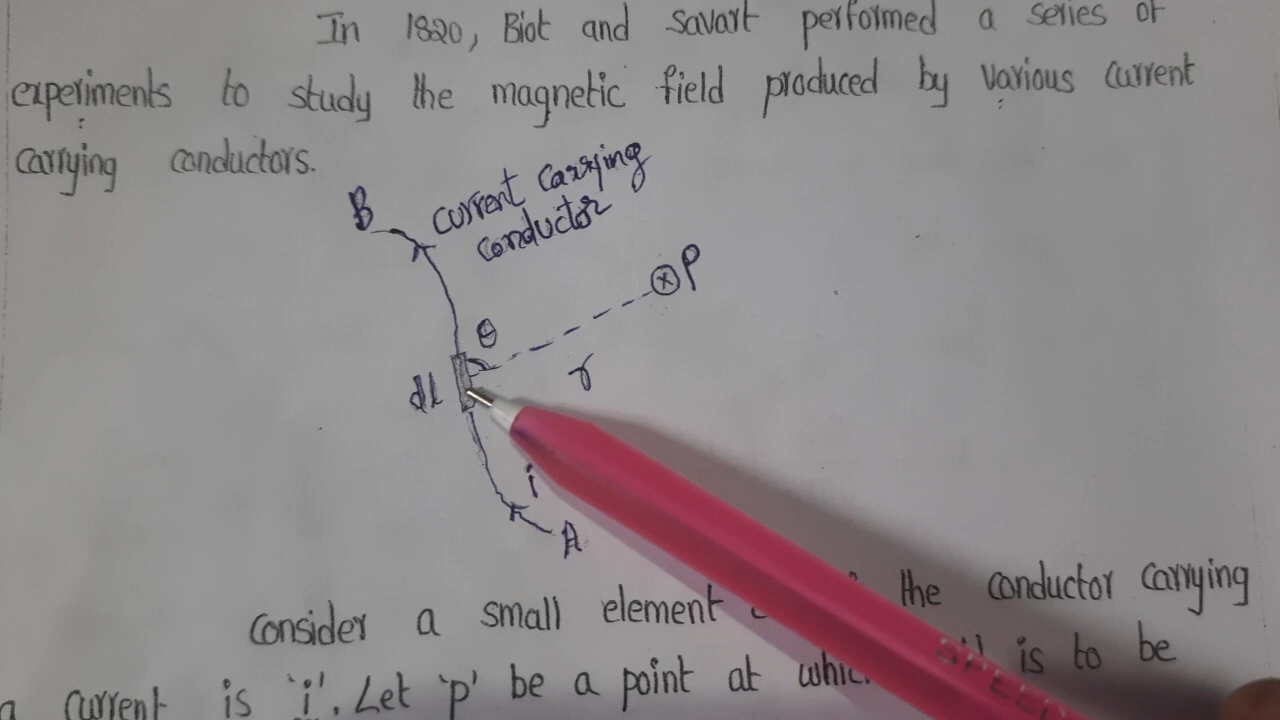 In 1820, Biot and Savart performed a series of
experiments to study the magnetic field produced by various current
carrying conductors.
B
current carrying
conductor
P
θ
r
dl
i
A
Consider a small element the conductor carrying
a current is 'i'. Let 'p' be a point at is to be